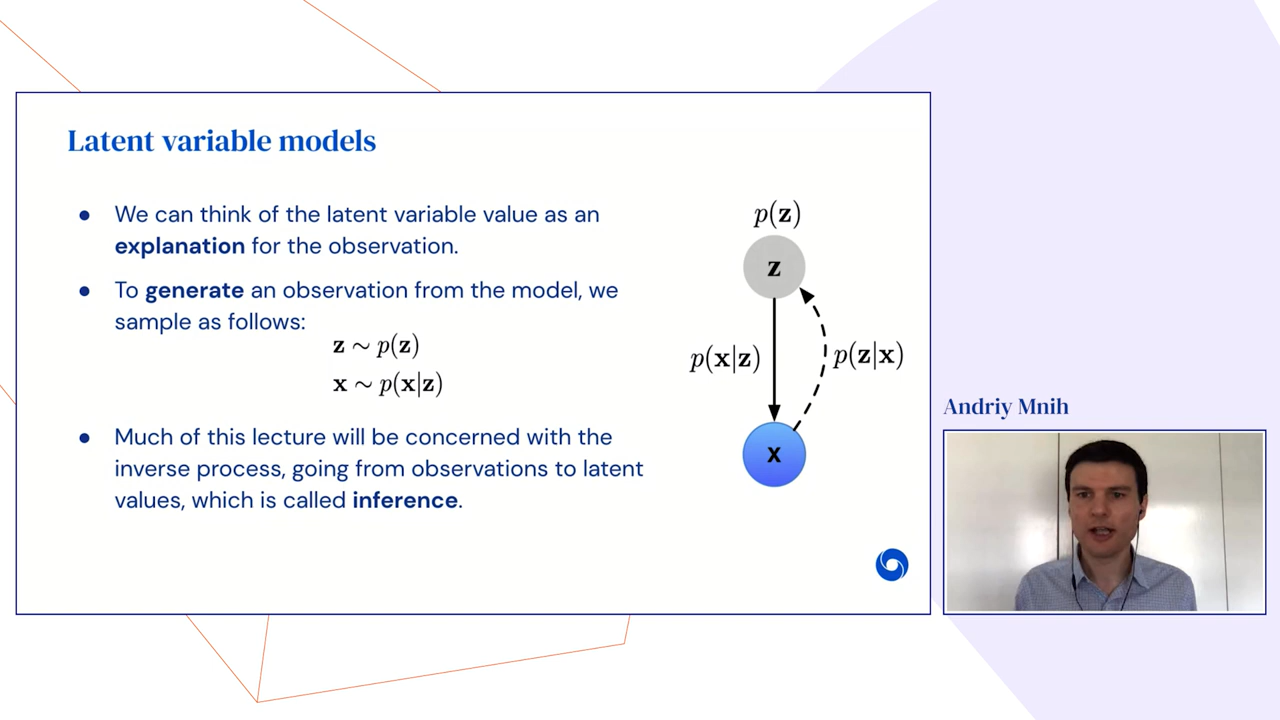 Latent variable models
● We can think of the latent variable value as an
explanation for the observation.
● To generate an observation from the model, we
sample as follows:
z ∼ p(z)
x ∼ p(x|z)
● Much of this lecture will be concerned with the
inverse process, going from observations to latent
values, which is called inference.
p(z)
z
p(x|z)
p(z|x)
x
Andriy Mnih